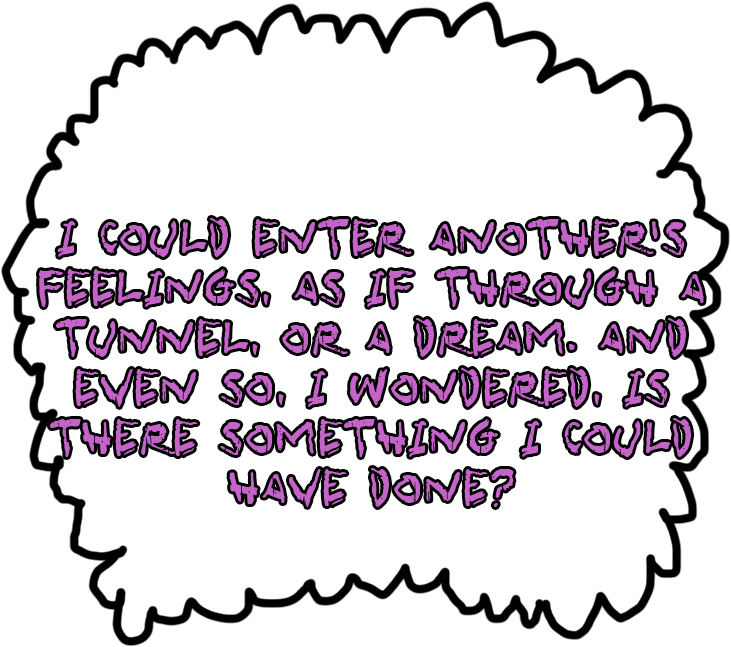 I COULD ENTER ANOTHER'S
FEELINGS, AS IF THROUGH A
TUNNEL, OR A DREAM. AND
EVEN SO, I WONDERED, IS
THERE SOMETHING I COULD
HAVE DONE?